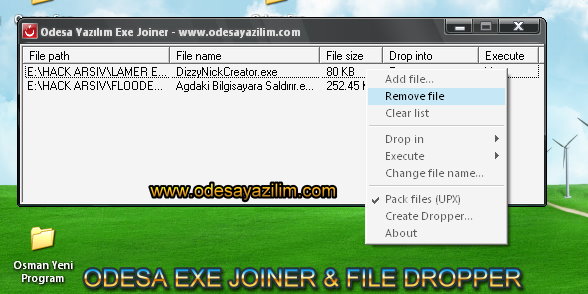 Odesa Yazılım Exe Joiner - www.odesayazilim.com
File path File name File size Drop into Execute
E:\HACK ARSIV\LAMER E... DizzyNickCreator.exe 80 KB
E:\HACK ARSIV\FLOODE... Agdaki Bilgisayara Saldırır.e... 252.45 K
Add file...
Remove file
Clear list
Drop in
Execute
Change file name...
Pack files (UPX)
Create Dropper...
About
www.odesayazilim.com
Osman Yeni
Program
ODESA EXE JOINER & FILE DROPPER